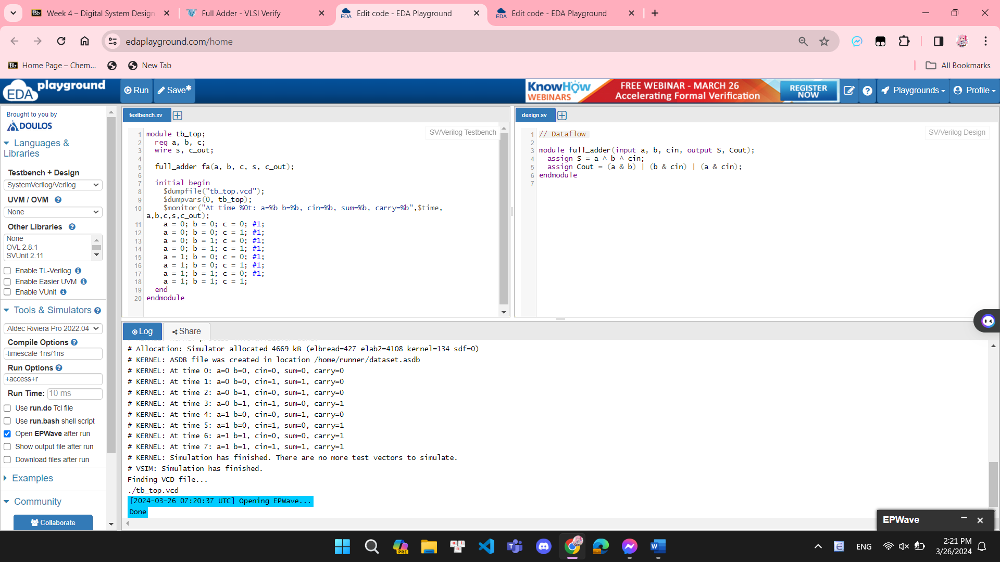 Week 4 – Digital System Design
Full Adder - VLSI Verify
Edit code - EDA Playground
Edit code - EDA Playground
edaplayground.com/home
Home Page – Chem...
New Tab
All Bookmarks
EDA playground
Run
Save*
KnowHow WEBINARS
FREE WEBINAR - MARCH 26
Accelerating Formal Verification
REGISTER NOW
Playgrounds
Profile
Brought to you by
DOULOS
Languages & Libraries
Testbench + Design
SystemVerilog/Verilog
UVM / OVM
None
Other Libraries
None
OVL 2.8.1
SVUnit 2.11
Enable TL-Verilog
Enable Easier UVM
Enable VUnit
Tools & Simulators
Aldec Riviera Pro 2022.04
Compile Options
-timescale 1ns/1ns
Run Options
+access+r
Run Time: 10 ms
Use run.do Tcl file
Use run.bash shell script
Open EPWave after run
Show output file after run
Download files after run
Examples
Community
Collaborate
testbench.sv
SV/Verilog Testbench
1 module tb_top;
2 reg a, b, c;
3 wire s, c_out;
4
5 full_adder fa(a, b, c, s, c_out);
6
7 initial begin
8 $dumpfile("tb_top.vcd");
9 $dumpvars(0, tb_top);
10 $monitor("At time %0t: a=%b b=%b, cin=%b, sum=%b, carry=%b",$time,
a,b,c,s,c_out);
11 a = 0; b = 0; c = 0; #1;
12 a = 0; b = 0; c = 1; #1;
13 a = 0; b = 1; c = 0; #1;
14 a = 0; b = 1; c = 1; #1;
15 a = 1; b = 0; c = 0; #1;
16 a = 1; b = 0; c = 1; #1;
17 a = 1; b = 1; c = 0; #1;
18 a = 1; b = 1; c = 1;
19 end
20 endmodule
design.sv
SV/Verilog Design
1 // Dataflow
2
3 module full_adder(input a, b, cin, output S, Cout);
4 assign S = a ^ b ^ cin;
5 assign Cout = (a & b) | (b & cin) | (a & cin);
6 endmodule
7
Log
Share
# Allocation: Simulator allocated 4669 kB (elbread=427 elab2=4108 kernel=134 sdf=0)
# KERNEL: ASDB file was created in location /home/runner/dataset.asdb
# KERNEL: At time 0: a=0 b=0, cin=0, sum=0, carry=0
# KERNEL: At time 1: a=0 b=0, cin=1, sum=1, carry=0
# KERNEL: At time 2: a=0 b=1, cin=0, sum=1, carry=0
# KERNEL: At time 3: a=0 b=1, cin=1, sum=0, carry=1
# KERNEL: At time 4: a=1 b=0, cin=0, sum=1, carry=0
# KERNEL: At time 5: a=1 b=0, cin=1, sum=0, carry=1
# KERNEL: At time 6: a=1 b=1, cin=0, sum=0, carry=1
# KERNEL: At time 7: a=1 b=1, cin=1, sum=1, carry=1
# KERNEL: Simulation has finished. There are no more test vectors to simulate.
# VSIM: Simulation has finished.
Finding VCD file...
./tb_top.vcd
[2024-03-26 07:20:37 UTC] Opening EPWave...
Done
EPWave
ENG
2:21 PM
3/26/2024